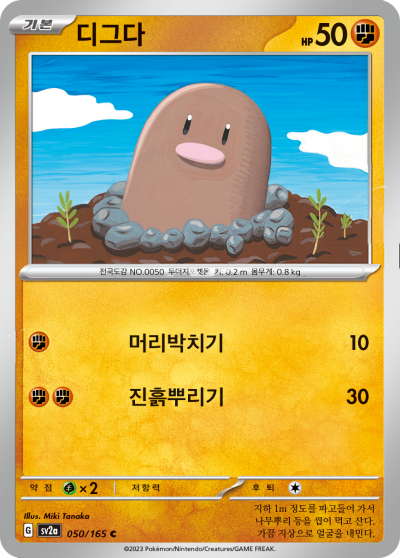 기본 디그다 HP 50
전국도감 NO.0050 두더지포켓몬 키: 0.2 m 몸무게: 0.8 kg
머리박치기 10
진흙뿌리기 30
약점 ×2 저항력 후퇴
Illus. Miki Tanaka
G sv2a 050/165 C
지하 1m 정도를 파고들어 가서
나무뿌리 등을 씹어 먹고 산다.
가끔 지상으로 얼굴을 내민다.
©2023 Pokémon/Nintendo/Creatures/GAME FREAK.